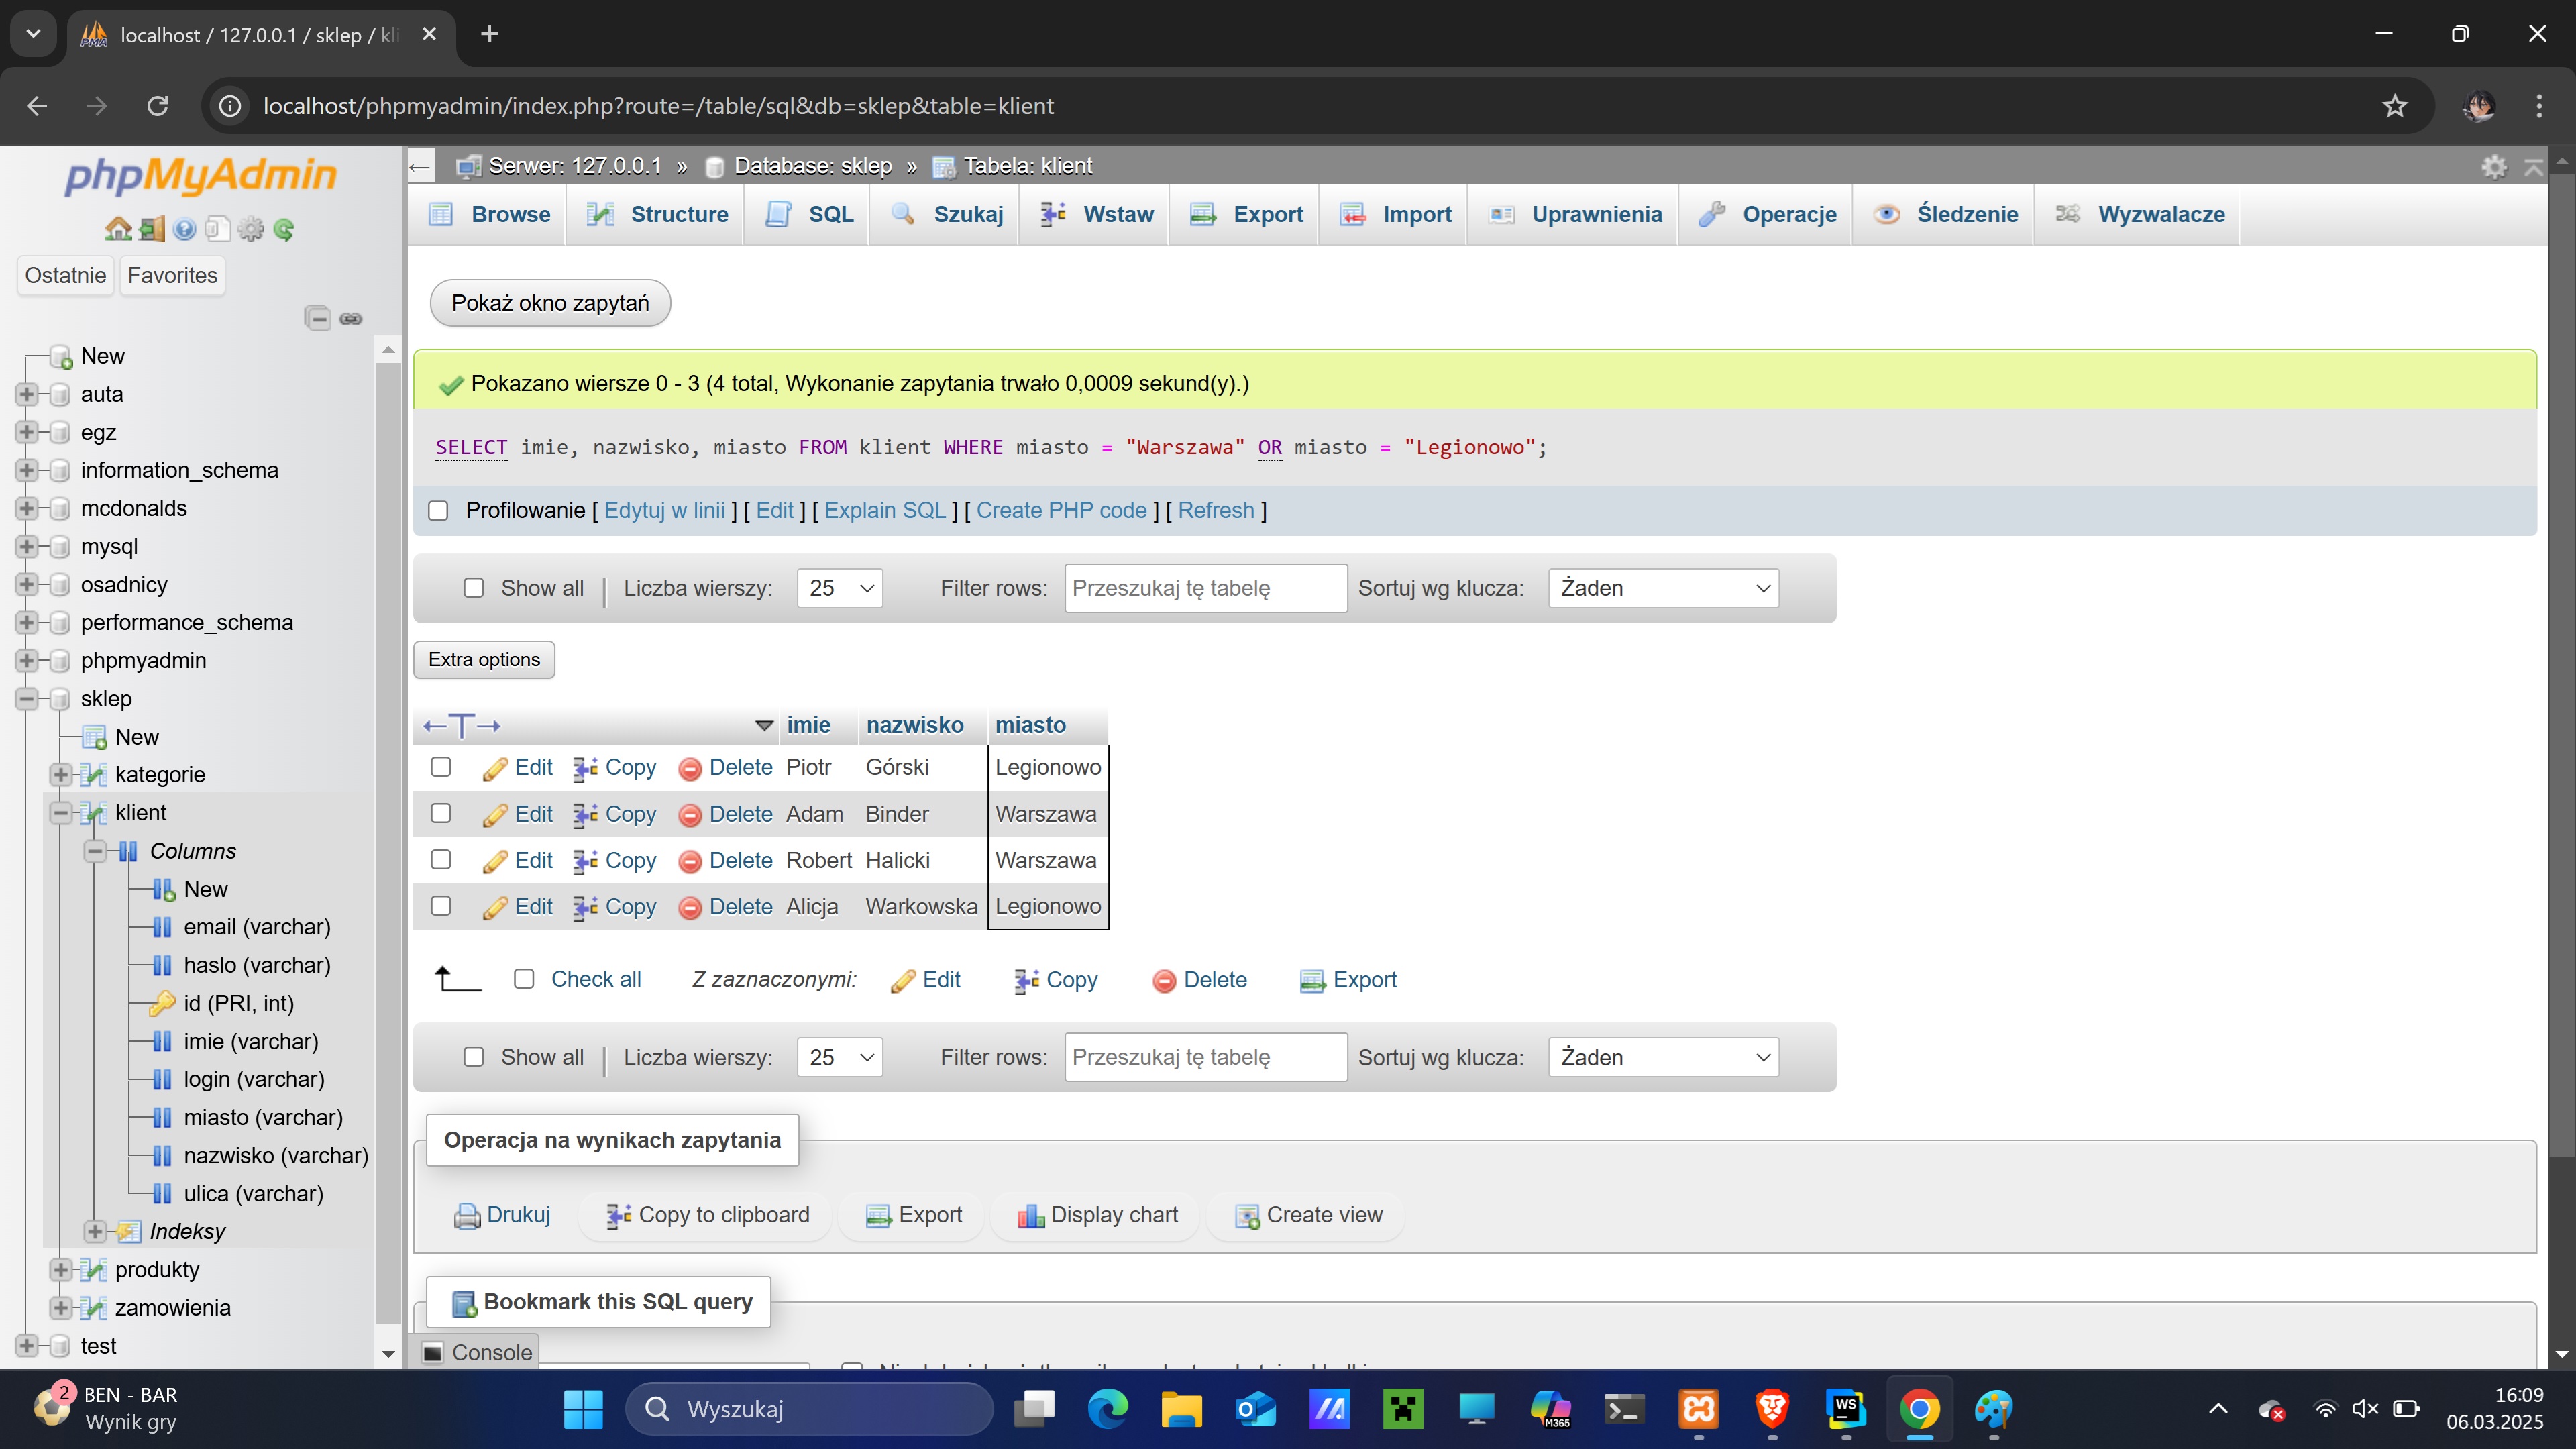 localhost / 127.0.0.1 / sklep / kli
localhost/phpmyadmin/index.php?route=/table/sql&db=sklep&table=klient
phpMyAdmin
Ostatnie Favorites
New
auta
egz
information_schema
mcdonalds
mysql
osadnicy
performance_schema
phpmyadmin
sklep
New
kategorie
klient
Columns
New
email (varchar)
haslo (varchar)
id (PRI, int)
imie (varchar)
login (varchar)
miasto (varchar)
nazwisko (varchar)
ulica (varchar)
Indeksy
produkty
zamowienia
test
Serwer: 127.0.0.1 » Database: sklep » Tabela: klient
Browse Structure SQL Szukaj Wstaw Export Import Uprawnienia Operacje Śledzenie Wyzwalacze
Pokaż okno zapytań
Pokazano wiersze 0 - 3 (4 total, Wykonanie zapytania trwało 0,0009 sekund(y).)
SELECT imie, nazwisko, miasto FROM klient WHERE miasto = "Warszawa" OR miasto = "Legionowo";
Profilowanie [ Edytuj w linii ] [ Edit ] [ Explain SQL ] [ Create PHP code ] [ Refresh ]
Show all | Liczba wierszy: 25 Filter rows: Przeszukaj tę tabelę Sortuj wg klucza: Żaden
Extra options
←T→ imie nazwisko miasto
Edit Copy Delete Piotr Górski Legionowo
Edit Copy Delete Adam Binder Warszawa
Edit Copy Delete Robert Halicki Warszawa
Edit Copy Delete Alicja Warkowska Legionowo
Check all Z zaznaczonymi: Edit Copy Delete Export
Show all | Liczba wierszy: 25 Filter rows: Przeszukaj tę tabelę Sortuj wg klucza: Żaden
Operacja na wynikach zapytania
Drukuj Copy to clipboard Export Display chart Create view
Bookmark this SQL query
Console
2 BEN - BAR
Wynik gry
Wyszukaj
M365
WS
16:09
06.03.2025